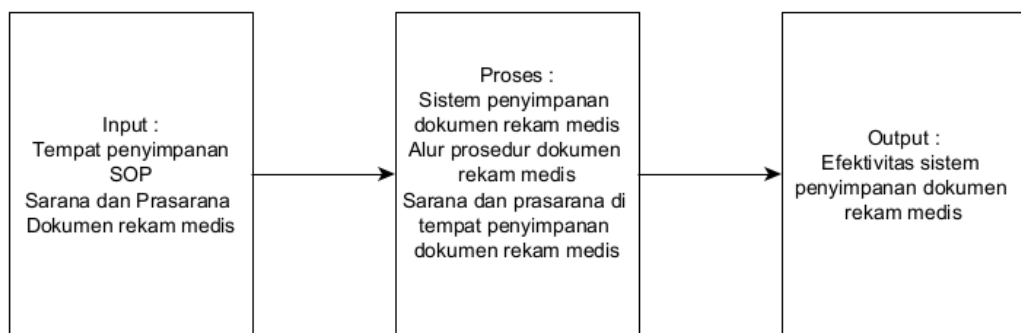 Input :
Tempat penyimpanan
SOP
Sarana dan Prasarana
Dokumen rekam medis
Proses :
Sistem penyimpanan
dokumen rekam medis
Alur prosedur dokumen
rekam medis
Sarana dan prasarana di
tempat penyimpanan
dokumen rekam medis
Output :
Efektivitas sistem
penyimpanan dokumen
rekam medis